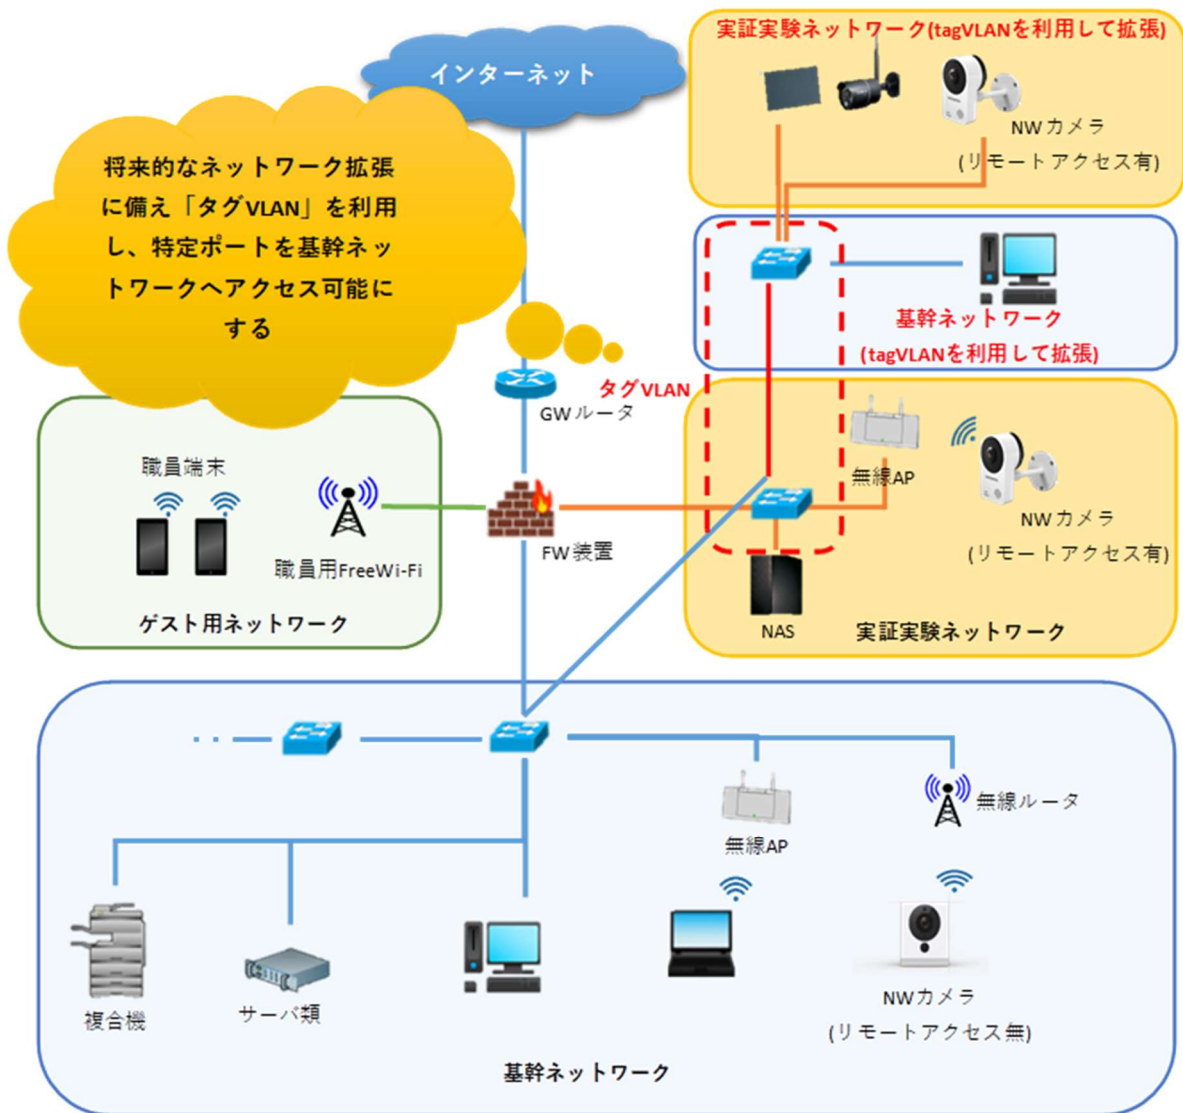 実証実験ネットワーク(tagVLANを利用して拡張)
インターネット
NWカメラ
(リモートアクセス有)
将来的なネットワーク拡張
に備え「タグVLAN」を利用
し、特定ポートを基幹ネッ
トワークへアクセス可能に
する
基幹ネットワーク
(tagVLANを利用して拡張)
タグVLAN
GWルータ
職員端末
無線AP
職員用FreeWi-Fi
FW装置
NWカメラ
(リモートアクセス有)
ゲスト用ネットワーク
NAS
実証実験ネットワーク
無線ルータ
無線AP
複合機
サーバ類
NWカメラ
(リモートアクセス無)
基幹ネットワーク